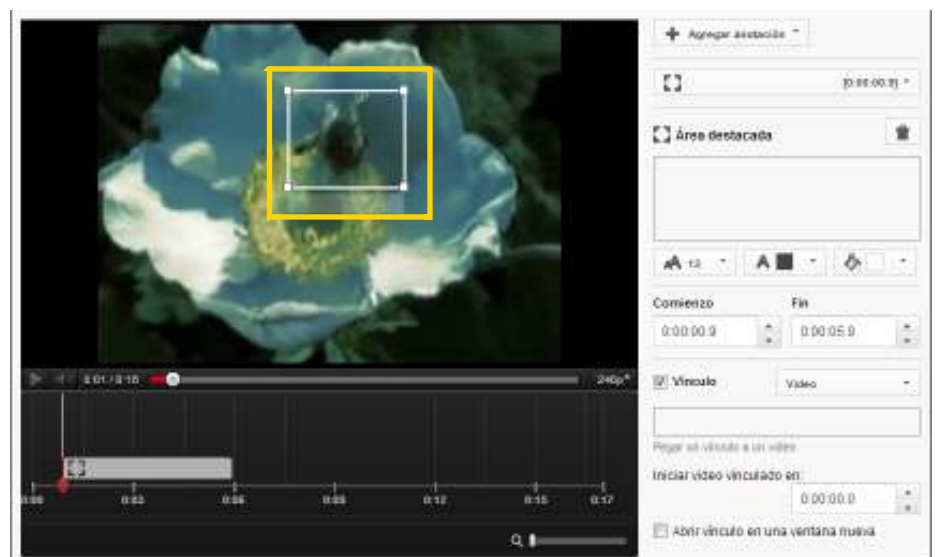 Agregar anotación
[0:00:00.9]
Área destacada
A A 12 A
Comienzo Fin
0:00:00.9 0:00:05.9
0:01 / 0:18 240p
Vínculo Video
Pegar un vínculo a un video.
Iniciar video vinculado en:
0:00:00.0
0:00 0:03 0:06 0:09 0:12 0:15 0:17
Abrir vínculo en una ventana nueva